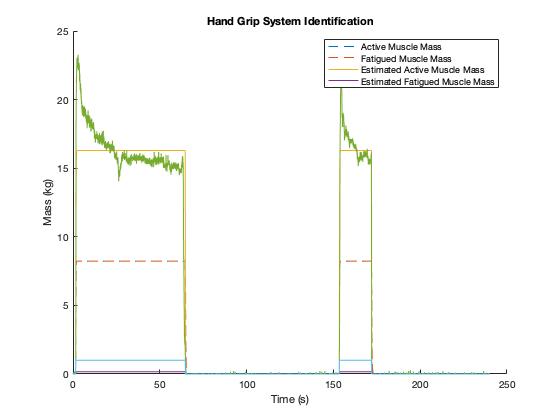 Hand Grip System Identification
25
20
15
10
5
0
Mass (kg)
Active Muscle Mass
Fatigued Muscle Mass
Estimated Active Muscle Mass
Estimated Fatigued Muscle Mass
0 50 100 150 200 250
Time (s)